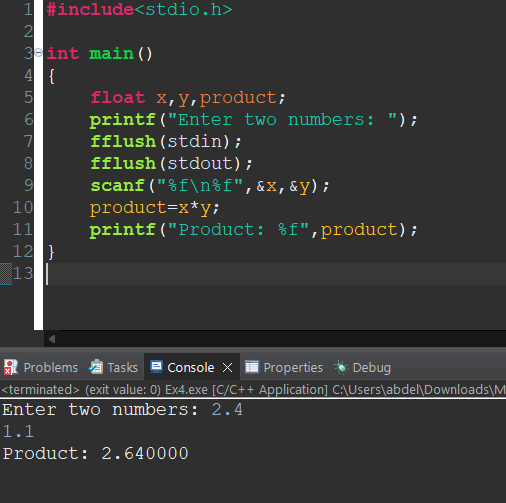 1 #include<stdio.h>
2
3 int main()
4 {
5     float x,y,product;
6     printf("Enter two numbers: ");
7     fflush(stdin);
8     fflush(stdout);
9     scanf("%f\n%f",&x,&y);
10     product=x*y;
11     printf("Product: %f",product);
12 }
13
Problems Tasks Console Properties Debug
<terminated> (exit value: 0) Ex4.exe [C/C++ Application] C:\Users\abdel\Downloads\M
Enter two numbers: 2.4
1.1
Product: 2.640000